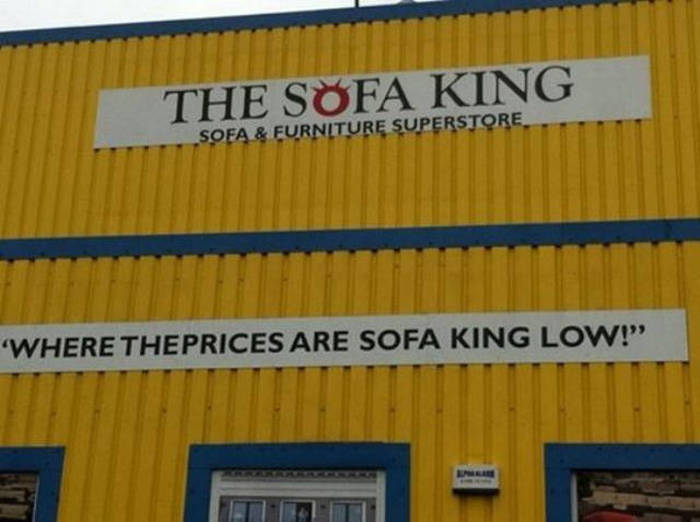 THE SOFA KING
SOFA & FURNITURE SUPERSTORE
“WHERE THEPRICES ARE SOFA KING LOW!”